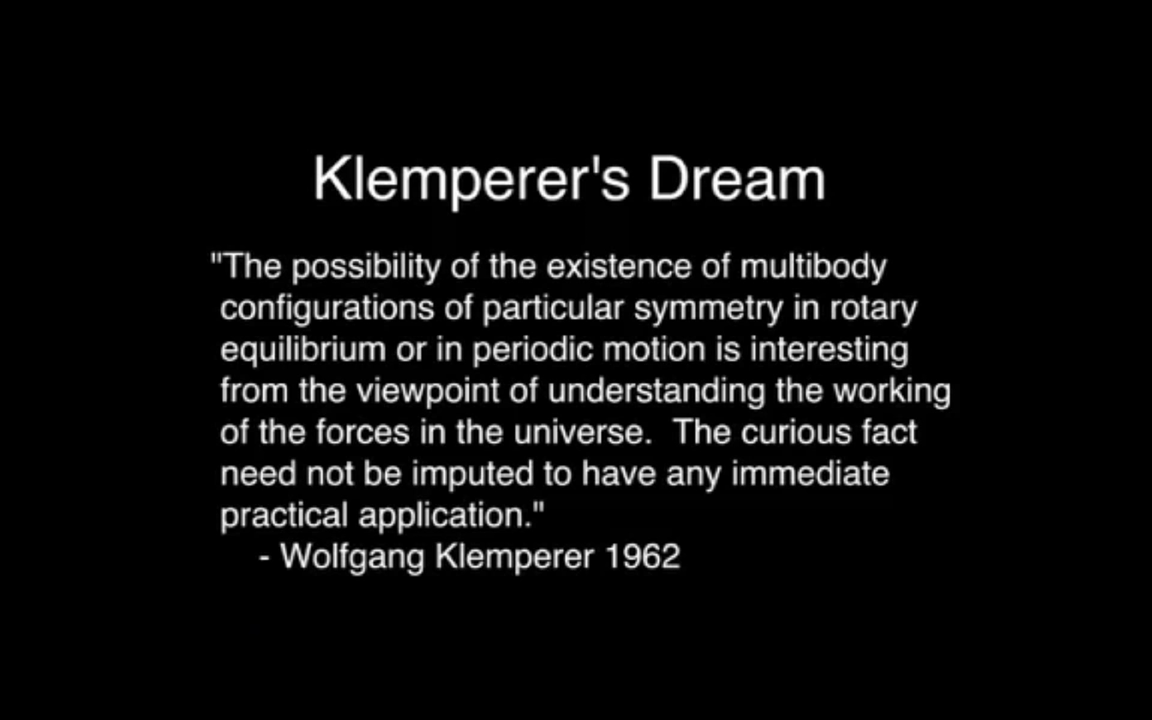 Klemperer's Dream
"The possibility of the existence of multibody
configurations of particular symmetry in rotary
equilibrium or in periodic motion is interesting
from the viewpoint of understanding the working
of the forces in the universe.  The curious fact
need not be imputed to have any immediate
practical application."
- Wolfgang Klemperer 1962